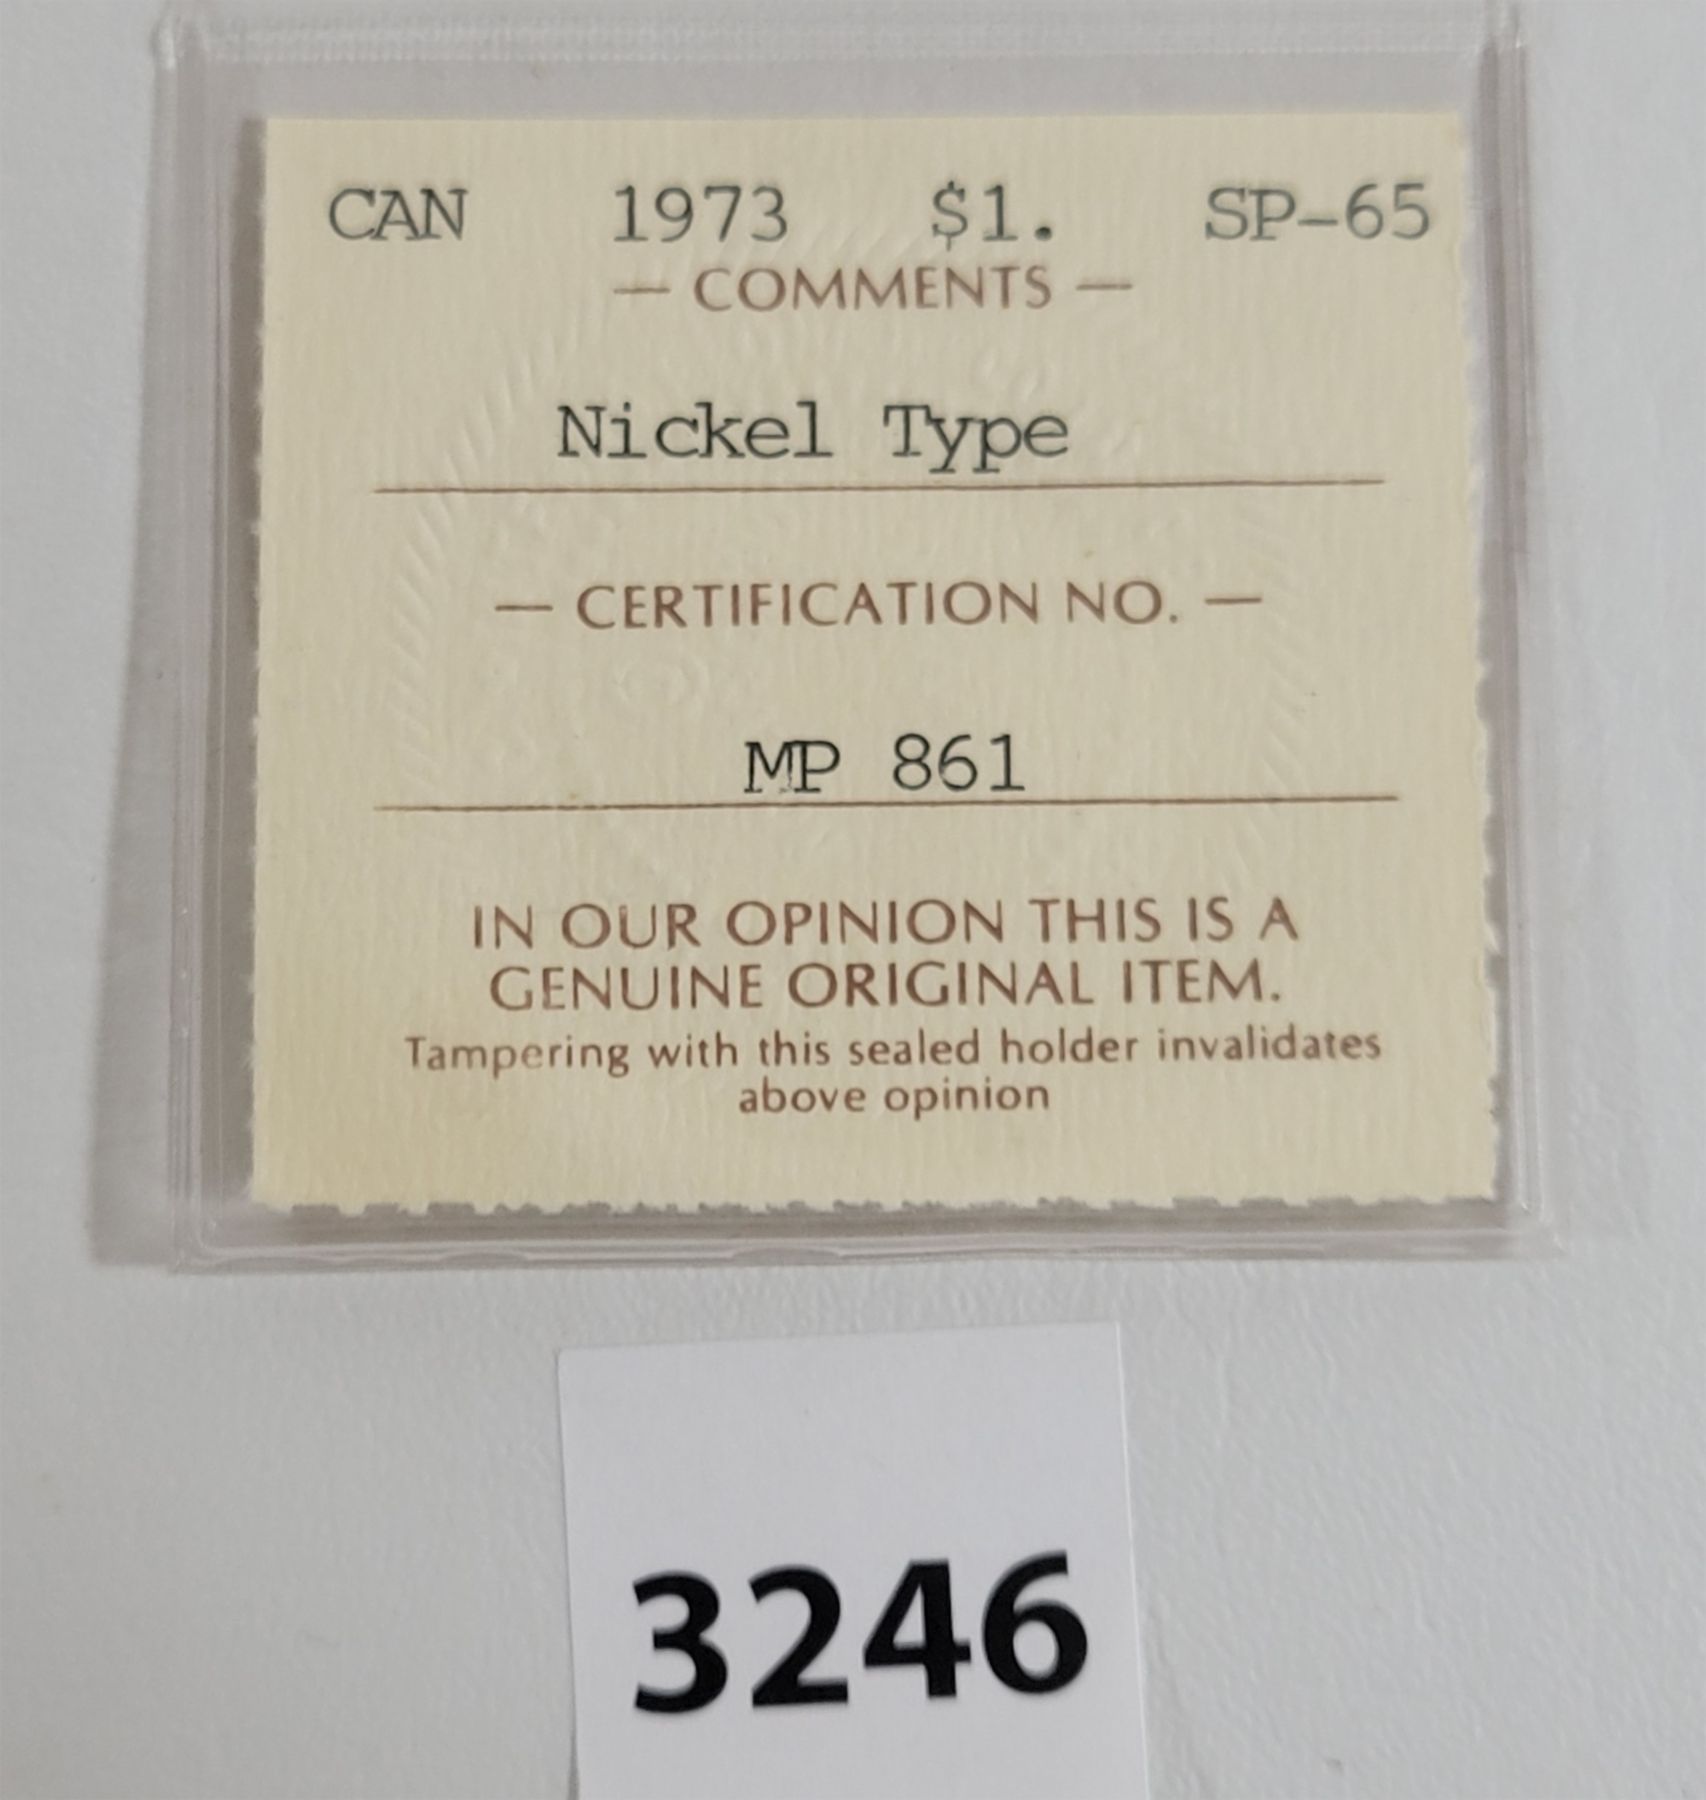 CAN 1973 $1. SP-65
— COMMENTS —
Nickel Type
— CERTIFICATION NO. —
MP 861
IN OUR OPINION THIS IS A
GENUINE ORIGINAL ITEM.
Tampering with this sealed holder invalidates
above opinion
3246